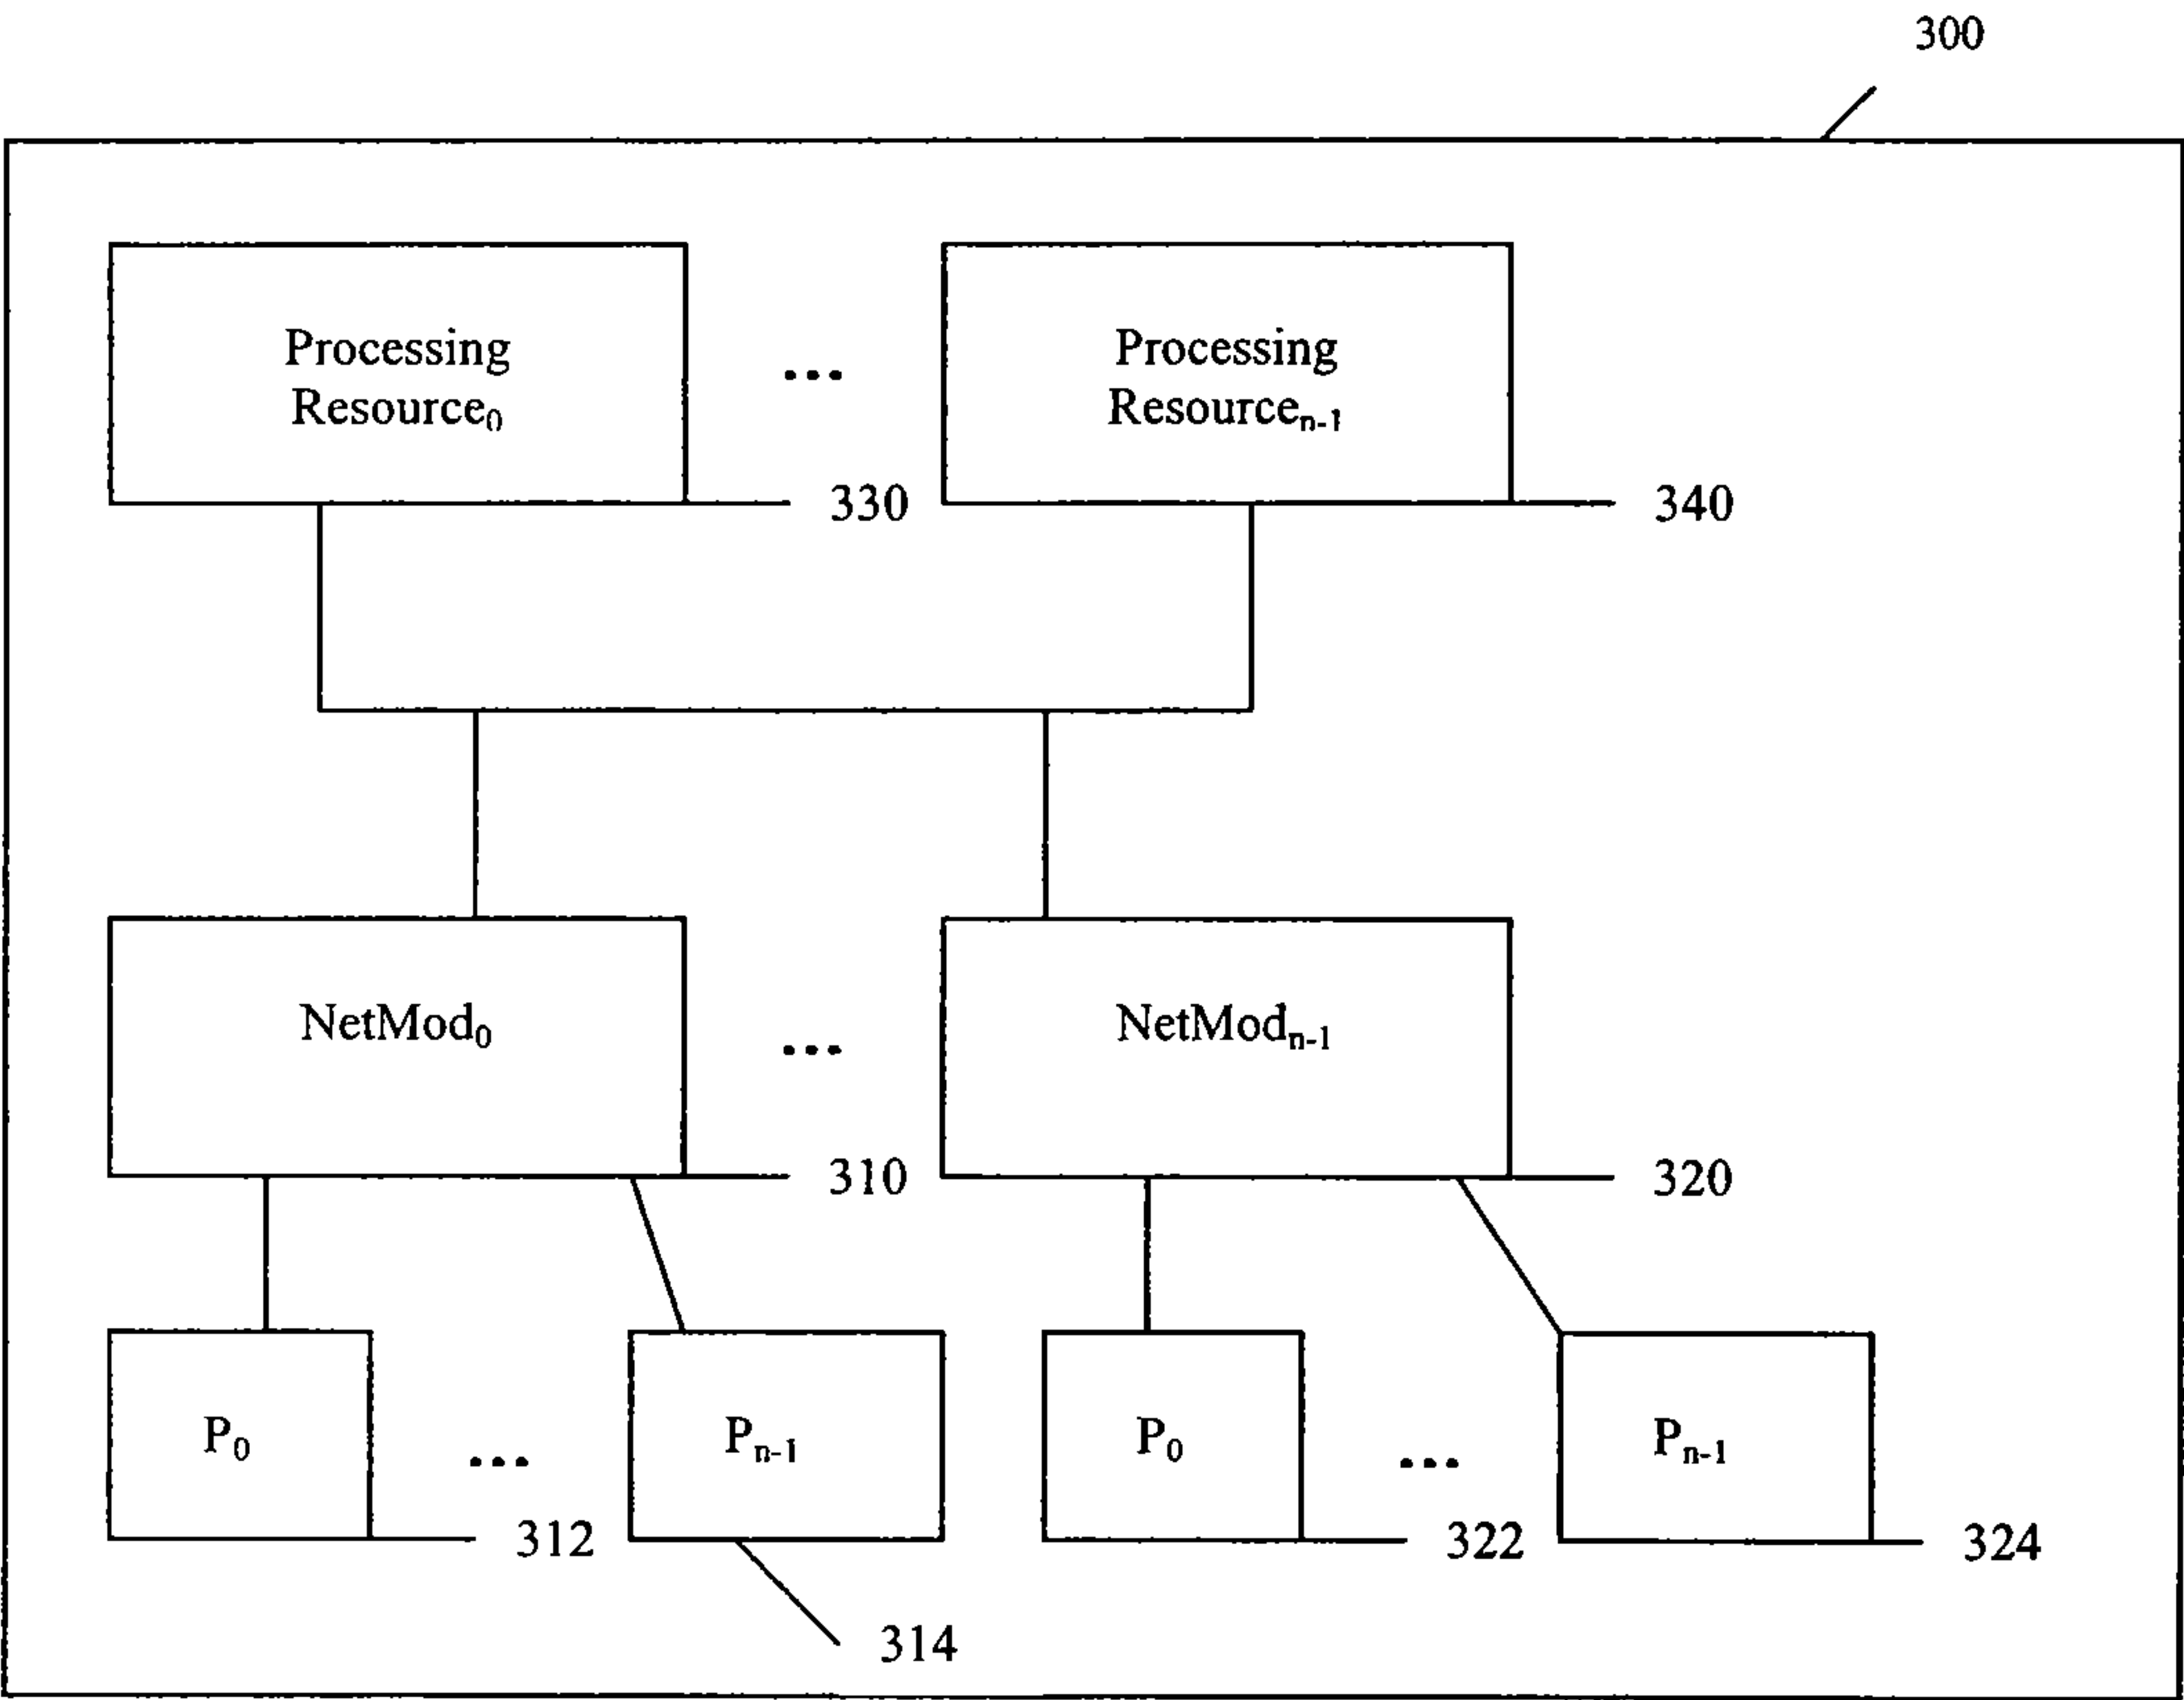 300
Processing
Resource₀
...
Processing
Resourceₙ₋₁
330
340
NetMod₀
...
NetModₙ₋₁
310
320
P₀
...
Pₙ₋₁
P₀
...
Pₙ₋₁
312
322
324
314